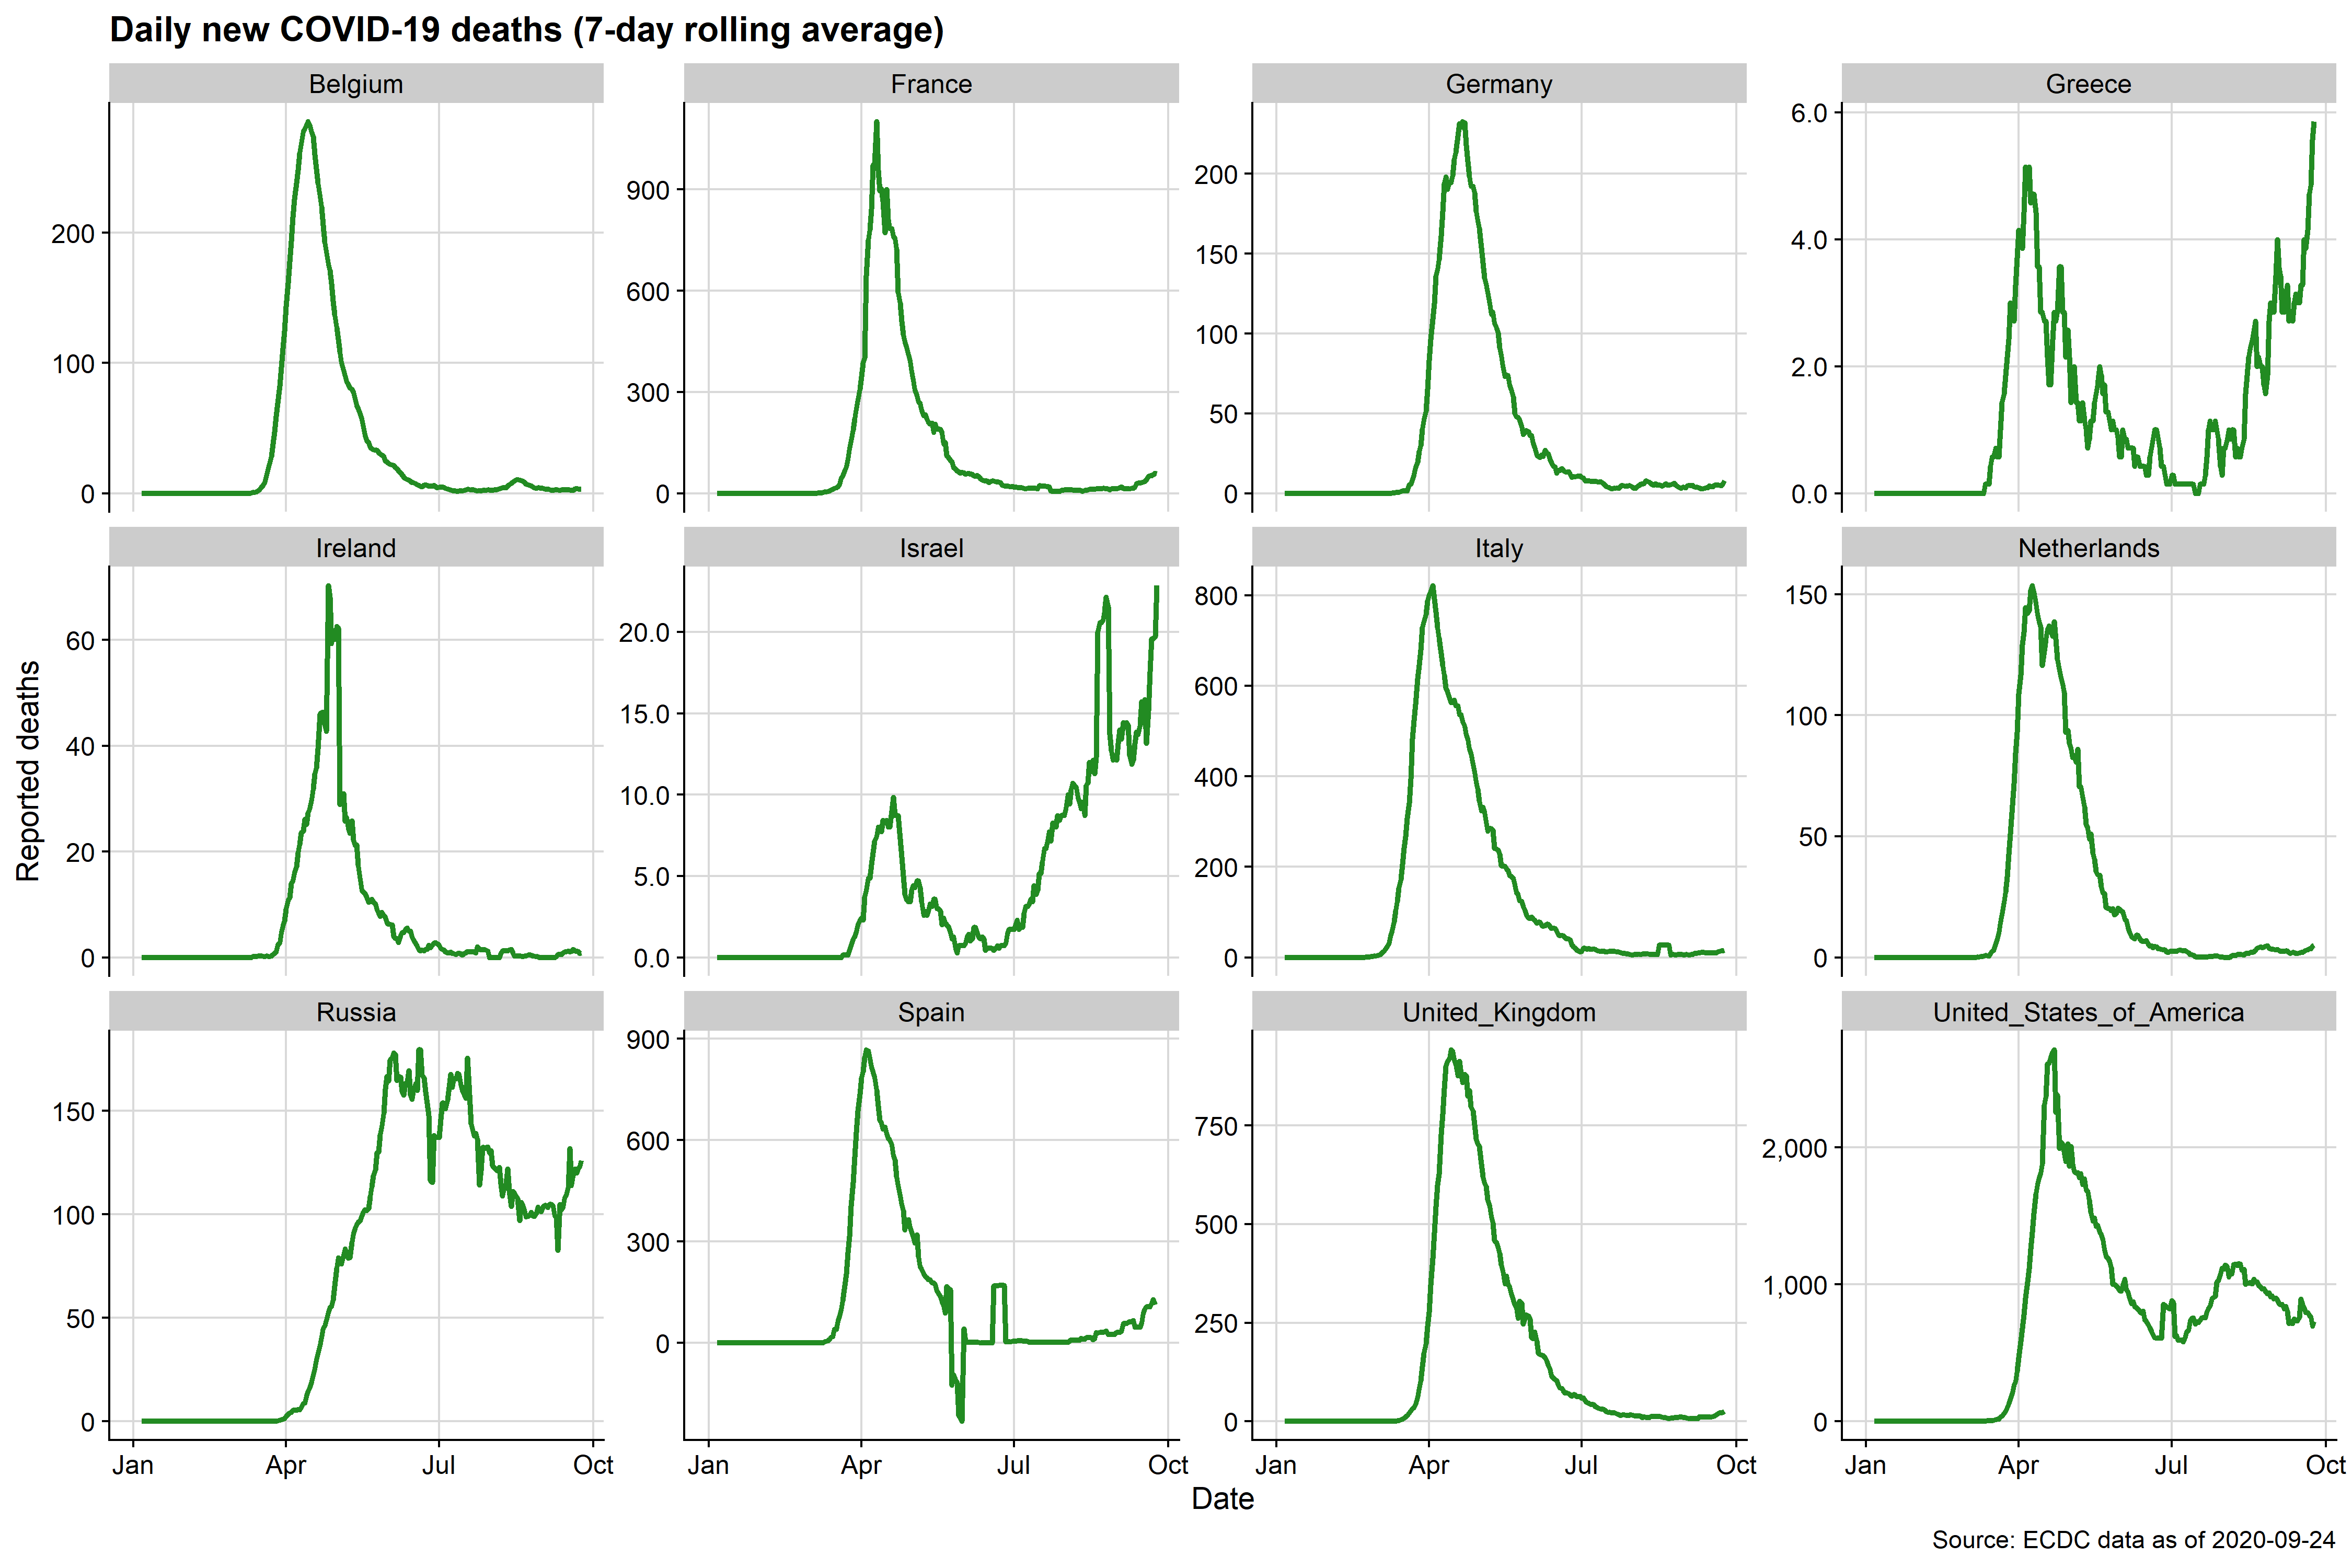 Daily new COVID-19 deaths (7-day rolling average)
Belgium
France
Germany
Greece
200
100
0
900
600
300
0
200
150
100
50
0
6.0
4.0
2.0
0.0
Ireland
Israel
Italy
Netherlands
60
40
20
0
20.0
15.0
10.0
5.0
0.0
800
600
400
200
0
150
100
50
0
Russia
Spain
United_Kingdom
United_States_of_America
150
100
50
0
900
600
300
0
750
500
250
0
2,000
1,000
0
Jan Apr Jul Oct
Jan Apr Jul Oct
Jan Apr Jul Oct
Jan Apr Jul Oct
Reported deaths
Date
Source: ECDC data as of 2020-09-24